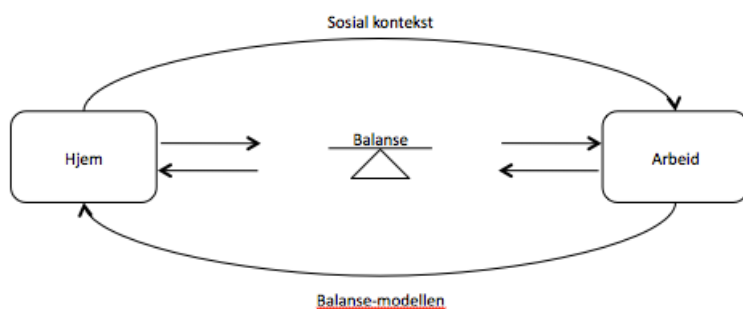 Sosial kontekst
Hjem
Balanse
Arbeid
Balanse-modellen